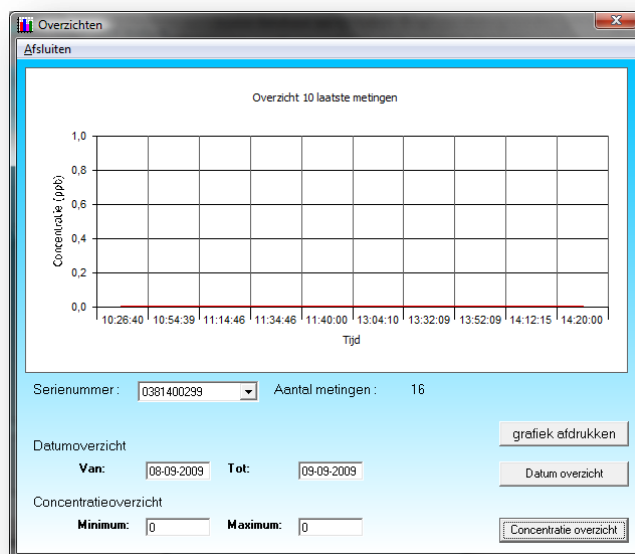 Overzichten
Afsluiten
Overzicht 10 laatste metingen
Concentratie (ppb)
1,0
0,8
0,6
0,4
0,2
0,0
10:26:40 10:54:39 11:14:46 11:34:46 11:40:00 13:04:10 13:32:09 13:52:09 14:12:15 14:20:00
Tijd
Serienummer : 0381400299 Aantal metingen : 16
grafiek afdrukken
Datumoverzicht
Van: 08-09-2009 Tot: 09-09-2009 Datum overzicht
Concentratieoverzicht
Minimum: 0 Maximum: 0 Concentratie overzicht